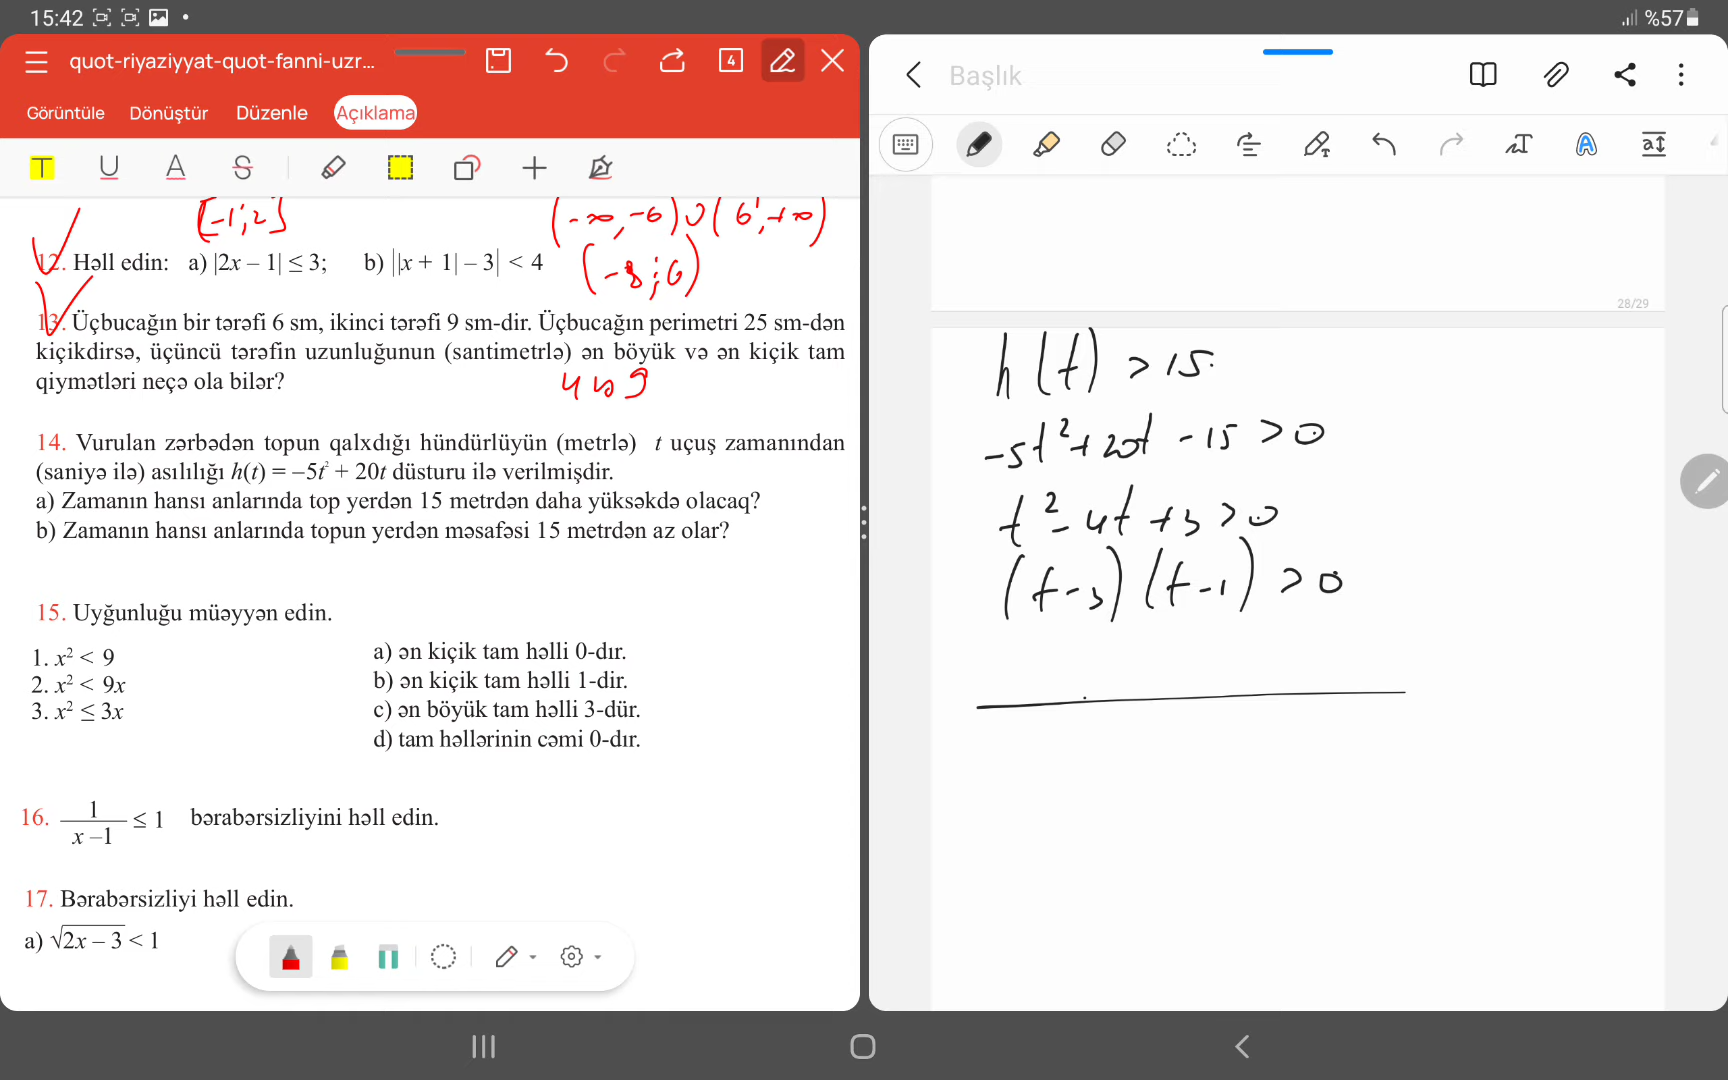 15:42
%57
quot-riyaziyyat-quot-fanni-uzr...
4
Görüntüle Dönüştür Düzenle Açıklama
T U A S
[-1;2] (-∞,-6)∪(6,+∞)
12. Həll edin: a) |2x – 1| ≤ 3; b) ||x + 1| – 3| < 4 (-8;6)
13. Üçbucağın bir tərəfi 6 sm, ikinci tərəfi 9 sm-dir. Üçbucağın perimetri 25 sm-dən
kiçikdirsə, üçüncü tərəfin uzunluğunun (santimetrlə) ən böyük və ən kiçik tam
qiymətləri neçə ola bilər? 4 və 9
14. Vurulan zərbədən topun qalxdığı hündürlüyün (metrlə) t uçuş zamanından
(saniyə ilə) asılılığı h(t) = –5t² + 20t düsturu ilə verilmişdir.
a) Zamanın hansı anlarında top yerdən 15 metrdən daha yüksəkdə olacaq?
b) Zamanın hansı anlarında topun yerdən məsafəsi 15 metrdən az olar?
15. Uyğunluğu müəyyən edin.
1. x² < 9
2. x² < 9x
3. x² ≤ 3x
a) ən kiçik tam həlli 0-dır.
b) ən kiçik tam həlli 1-dir.
c) ən böyük tam həlli 3-dür.
d) tam həllərinin cəmi 0-dır.
16. 1/(x –1) ≤ 1 bərabərsizliyini həll edin.
17. Bərabərsizliyi həll edin.
a) √(2x – 3) < 1
Başlık
28/29
h(t) > 15
-5t²+20t -15 > 0
t²-4t+3 > 0
(t-3)(t-1) > 0